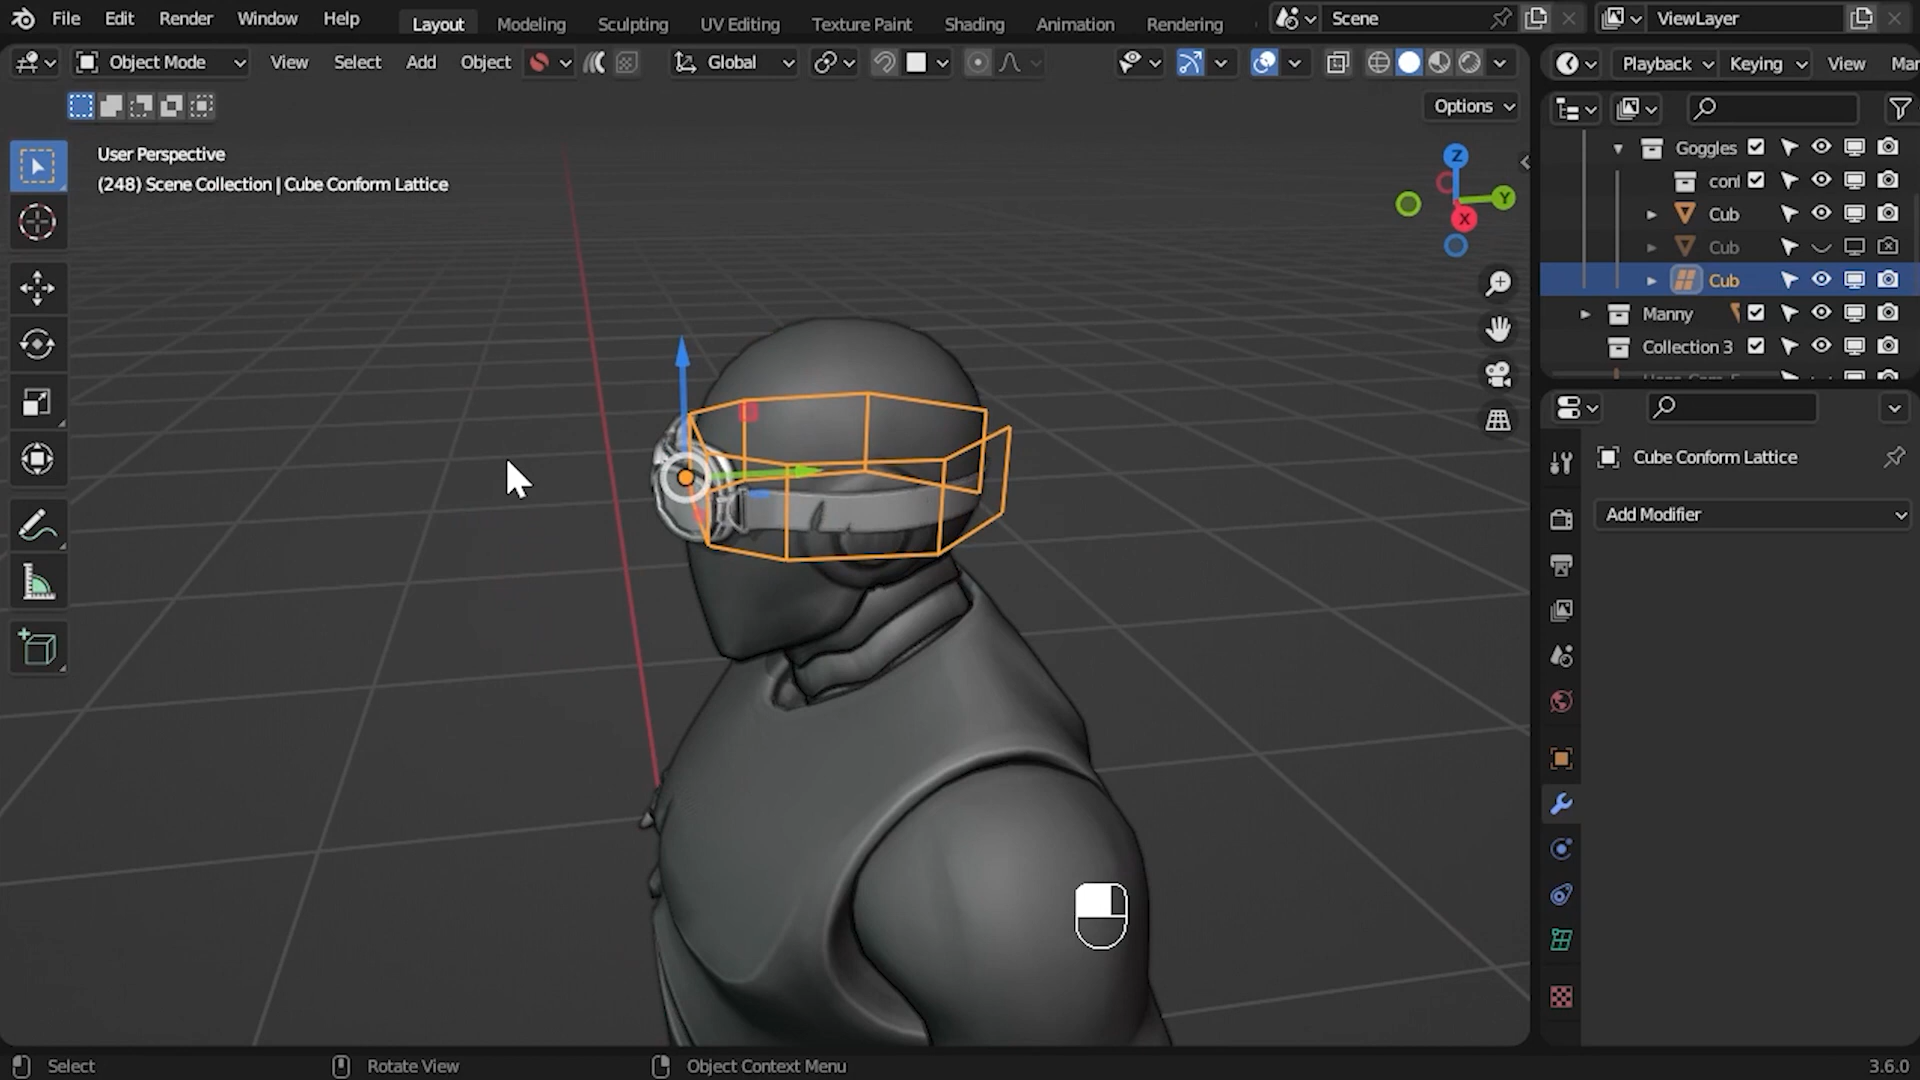 File Edit Render Window Help Layout Modeling Sculpting UV Editing Texture Paint Shading Animation Rendering Scene ViewLayer
Object Mode View Select Add Object Global Playback Keying View Mar
Options
User Perspective
(248) Scene Collection | Cube Conform Lattice
Z
Y
X
Goggles
conf
Cub
Cub
Cub
Manny
Collection 3
Cube Conform Lattice
Add Modifier
Select Rotate View Object Context Menu 3.6.0